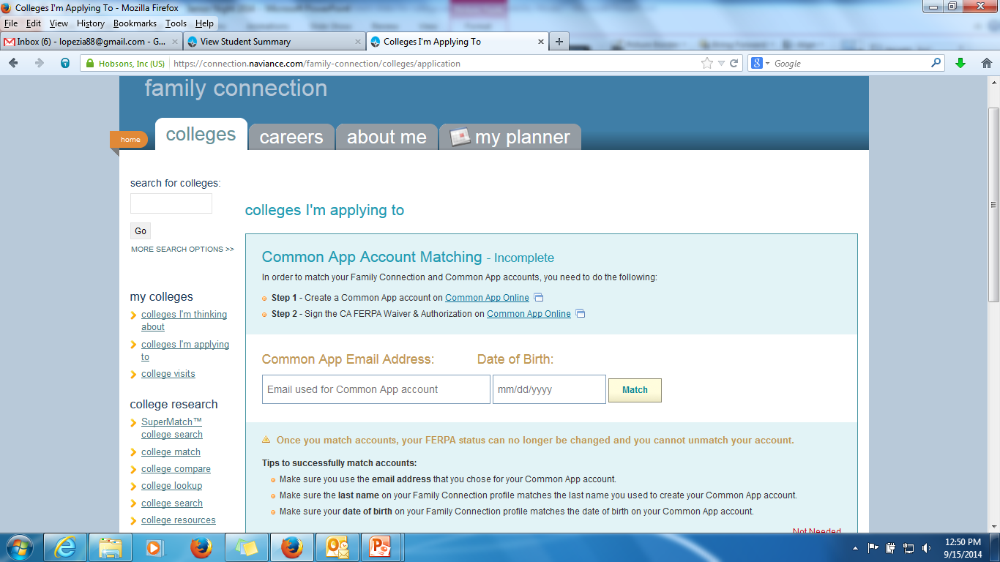 Colleges I'm Applying To - Mozilla Firefox
File Edit View History Bookmarks Tools Help
Inbox (6) - lopezia88@gmail.com - G...
View Student Summary
Colleges I'm Applying To
Hobsons, Inc (US)
https://connection.naviance.com/family-connection/colleges/application
Google
family connection
home
colleges
careers
about me
my planner
search for colleges:
Go
MORE SEARCH OPTIONS >>
my colleges
colleges I'm thinking
about
colleges I'm applying
to
college visits
college research
SuperMatch™
college search
college match
college compare
college lookup
college search
college resources
colleges I'm applying to
Common App Account Matching - Incomplete
In order to match your Family Connection and Common App accounts, you need to do the following:
Step 1 - Create a Common App account on Common App Online
Step 2 - Sign the CA FERPA Waiver & Authorization on Common App Online
Common App Email Address: Date of Birth:
Email used for Common App account mm/dd/yyyy Match
Once you match accounts, your FERPA status can no longer be changed and you cannot unmatch your account.
Tips to successfully match accounts:
Make sure you use the email address that you chose for your Common App account.
Make sure the last name on your Family Connection profile matches the last name you used to create your Common App account.
Make sure your date of birth on your Family Connection profile matches the date of birth on your Common App account.
Not Needed
12:50 PM
9/15/2014